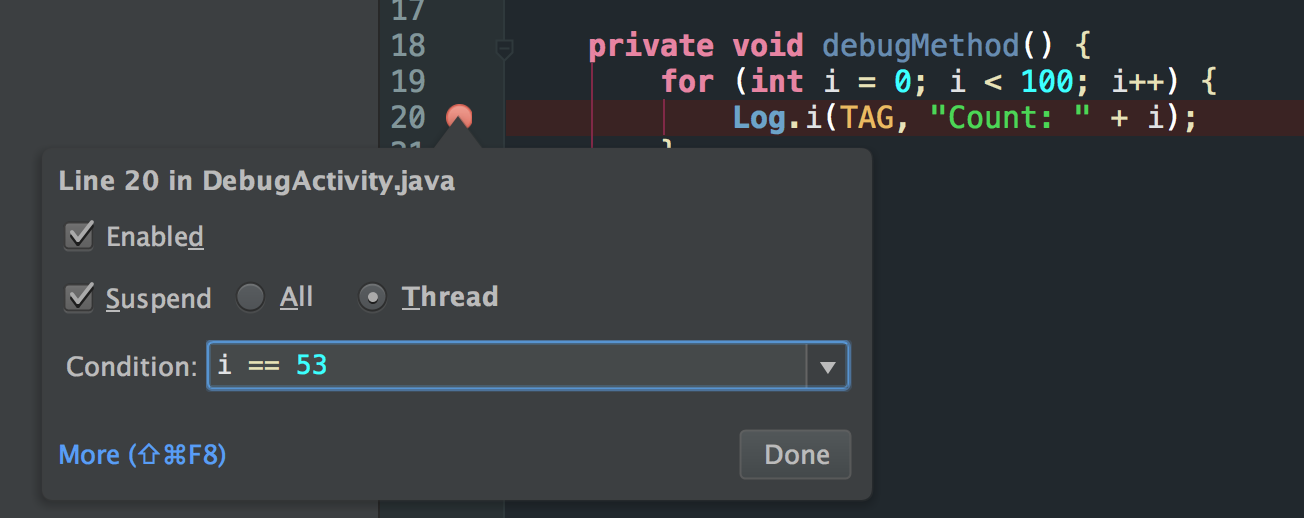 17
18 private void debugMethod() {
19 for (int i = 0; i < 100; i++) {
20 Log.i(TAG, "Count: " + i);
21 }
Line 20 in DebugActivity.java
Enabled
Suspend All Thread
Condition: i == 53
More (⇧⌘F8) Done